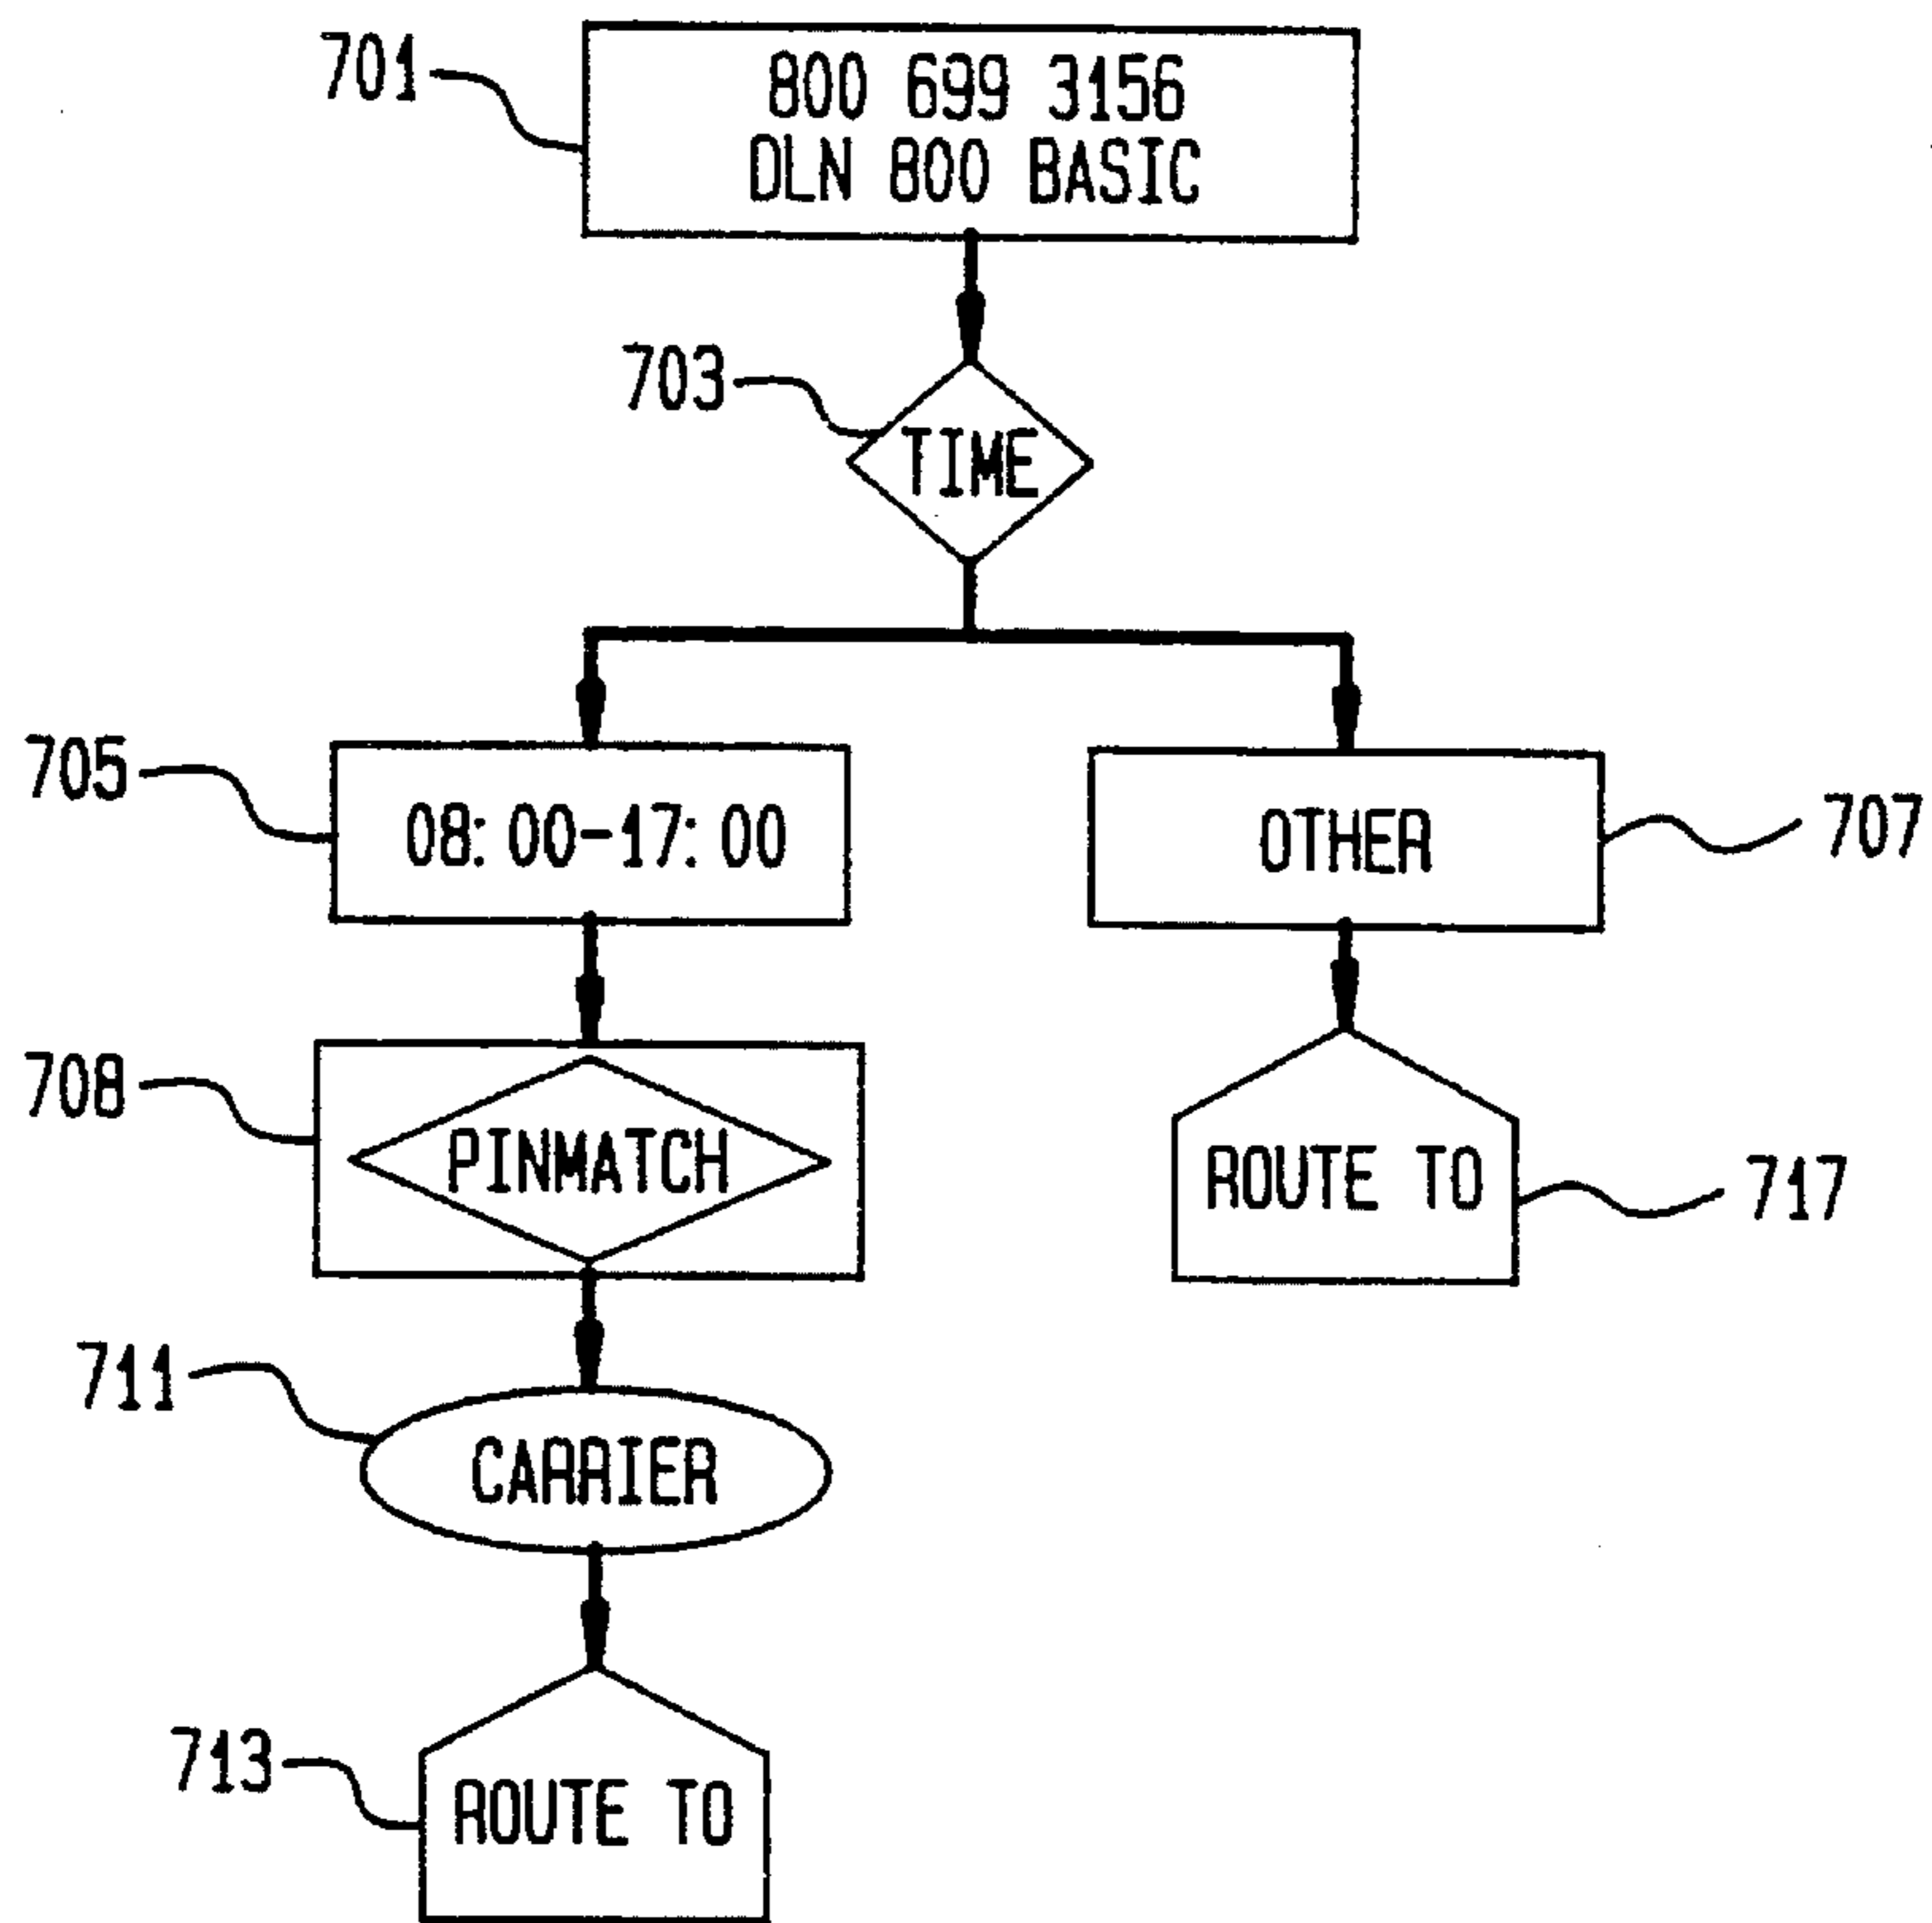 701
800 699 3156
DLN 800 BASIC
703
TIME
705
08:00-17:00
OTHER
707
708
PINMATCH
ROUTE TO
717
711
CARRIER
713
ROUTE TO